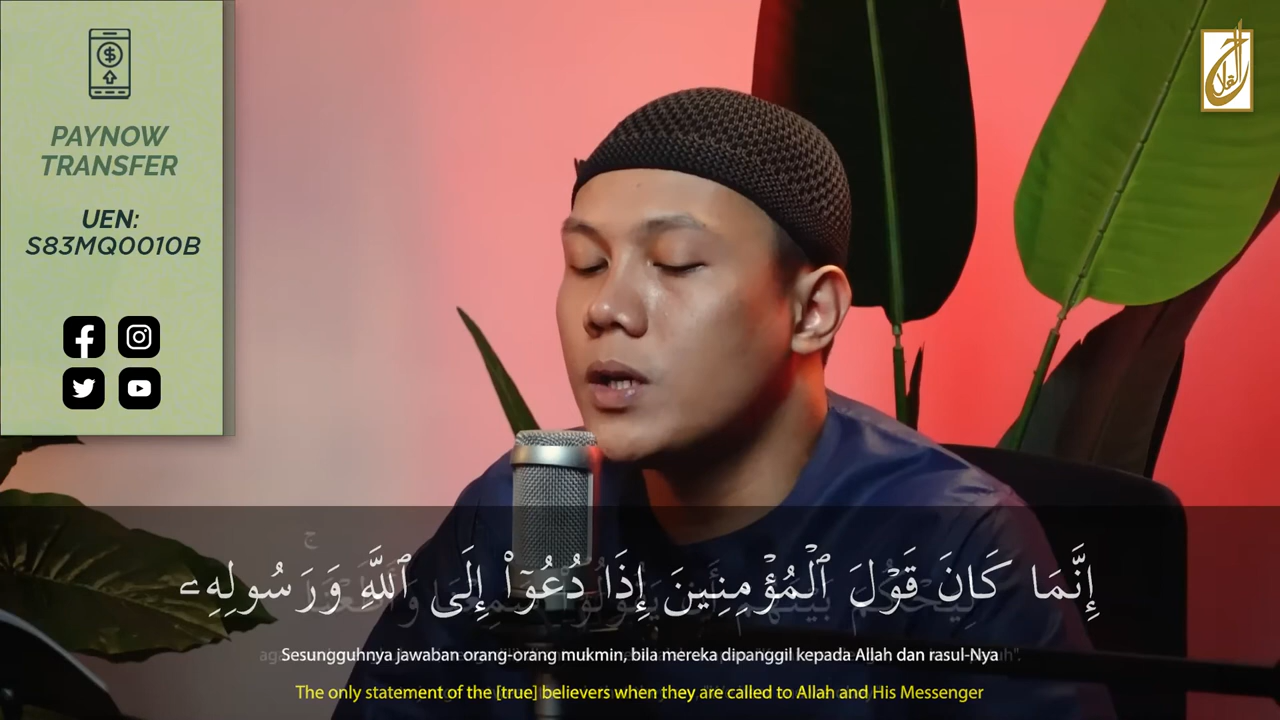 PAYNOW
TRANSFER
UEN:
S83MQ0010B
إِنَّمَا كَانَ قَوْلَ ٱلْمُؤْمِنِينَ إِذَا دُعُوٓا۟ إِلَى ٱللَّهِ وَرَسُولِهِۦ
Sesungguhnya jawaban orang-orang mukmin, bila mereka dipanggil kepada Allah dan rasul-Nya
The only statement of the [true] believers when they are called to Allah and His Messenger